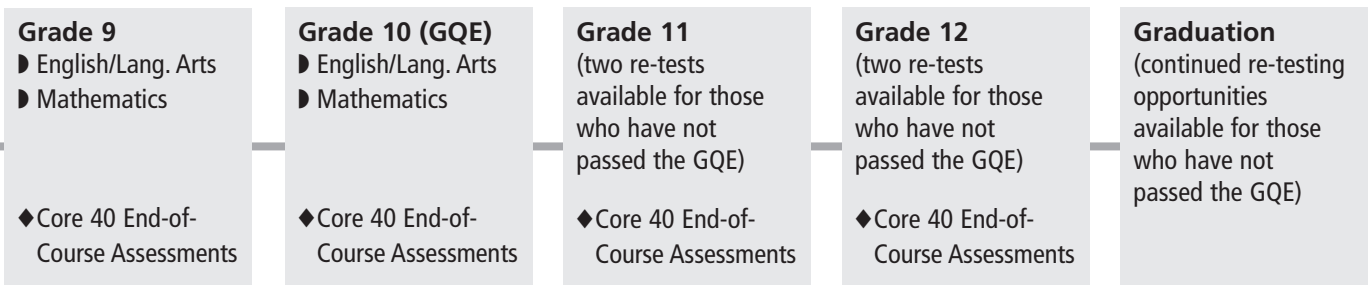 Grade 9
◗ English/Lang. Arts
◗ Mathematics
♦Core 40 End-of-
Course Assessments
Grade 10 (GQE)
◗ English/Lang. Arts
◗ Mathematics
♦Core 40 End-of-
Course Assessments
Grade 11
(two re-tests
available for those
who have not
passed the GQE)
♦Core 40 End-of-
Course Assessments
Grade 12
(two re-tests
available for those
who have not
passed the GQE)
♦Core 40 End-of-
Course Assessments
Graduation
(continued re-testing
opportunities
available for those
who have not
passed the GQE)